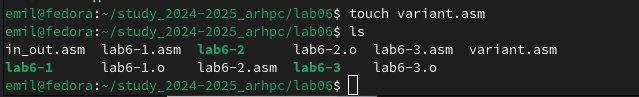 emil@fedora:~/study_2024-2025_arhpc/lab06$ touch variant.asm
emil@fedora:~/study_2024-2025_arhpc/lab06$ ls
in_out.asm  lab6-1.asm  lab6-2  lab6-2.o  lab6-3.asm  variant.asm
lab6-1  lab6-1.o  lab6-2.asm  lab6-3  lab6-3.o
emil@fedora:~/study_2024-2025_arhpc/lab06$